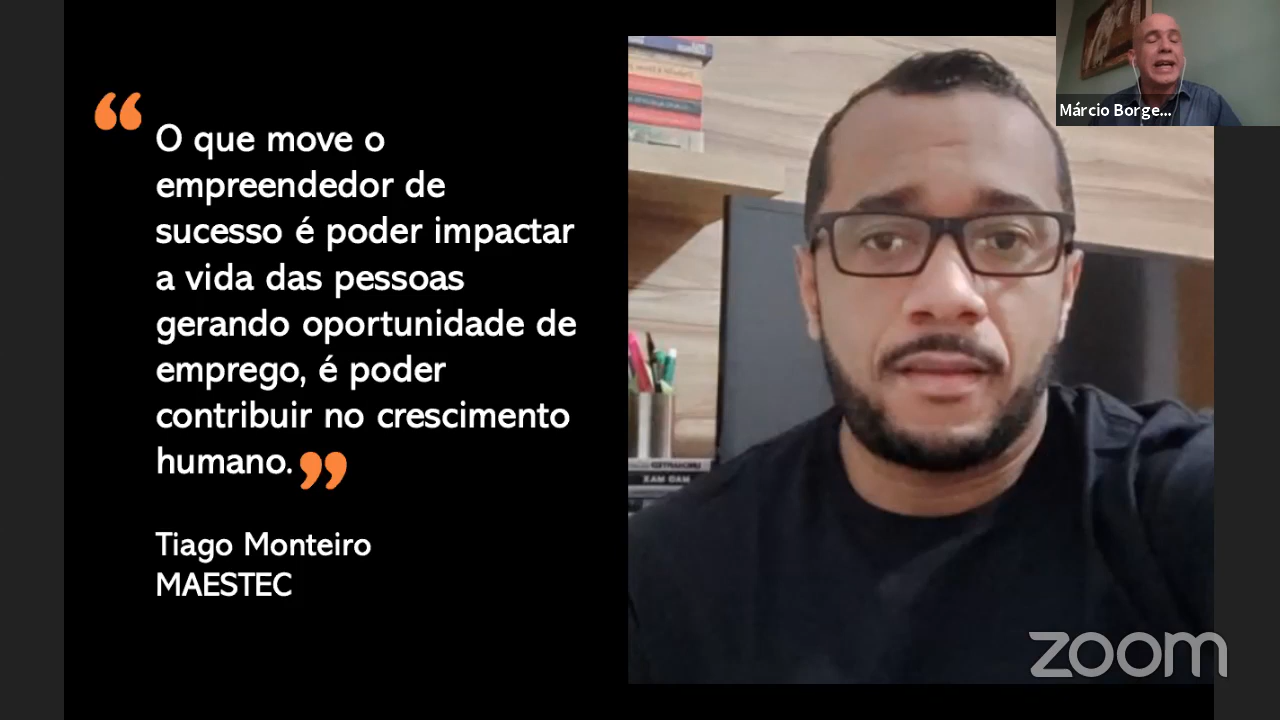 “
O que move o
empreendedor de
sucesso é poder impactar
a vida das pessoas
gerando oportunidade de
emprego, é poder
contribuir no crescimento
humano.”
Tiago Monteiro
MAESTEC
Márcio Borge...
zoom